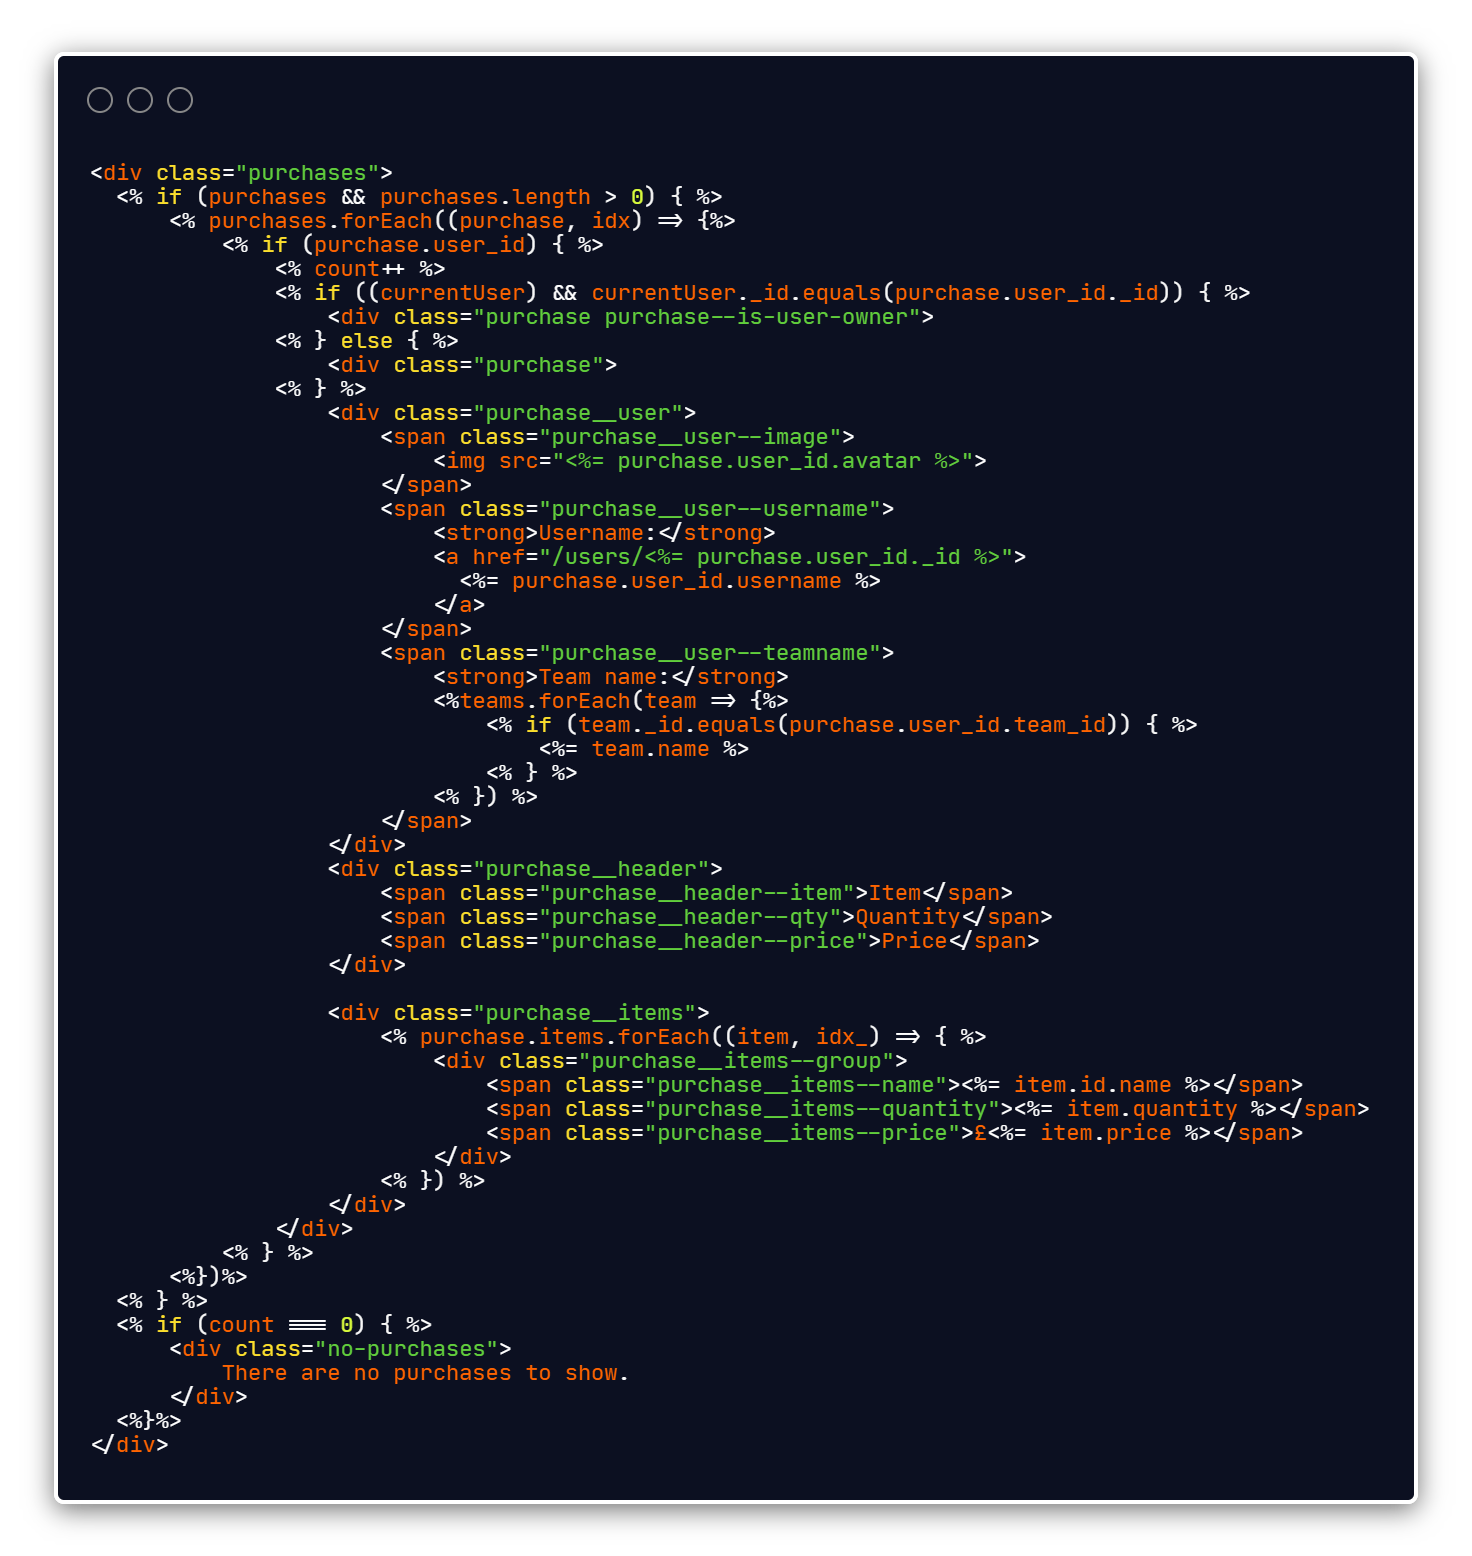 <div class="purchases">
  <% if (purchases && purchases.length > 0) { %>
      <% purchases.forEach((purchase, idx) => {%>
          <% if (purchase.user_id) { %>
              <% count++ %>
              <% if ((currentUser) && currentUser._id.equals(purchase.user_id._id)) { %>
                  <div class="purchase purchase--is-user-owner">
              <% } else { %>
                  <div class="purchase">
              <% } %>
                  <div class="purchase__user">
                      <span class="purchase__user--image">
                          <img src="<%= purchase.user_id.avatar %>">
                      </span>
                      <span class="purchase__user--username">
                          <strong>Username:</strong>
                          <a href="/users/<%= purchase.user_id._id %>">
                            <%= purchase.user_id.username %>
                          </a>
                      </span>
                      <span class="purchase__user--teamname">
                          <strong>Team name:</strong>
                          <%teams.forEach(team => {%>
                              <% if (team._id.equals(purchase.user_id.team_id)) { %>
                                  <%= team.name %>
                              <% } %>
                          <% }) %>
                      </span>
                  </div>
                  <div class="purchase__header">
                      <span class="purchase__header--item">Item</span>
                      <span class="purchase__header--qty">Quantity</span>
                      <span class="purchase__header--price">Price</span>
                  </div>

                  <div class="purchase__items">
                      <% purchase.items.forEach((item, idx_) => { %>
                          <div class="purchase__items--group">
                              <span class="purchase__items--name"><%= item.id.name %></span>
                              <span class="purchase__items--quantity"><%= item.quantity %></span>
                              <span class="purchase__items--price">£<%= item.price %></span>
                          </div>
                      <% }) %>
                  </div>
              </div>
          <% } %>
      <%})%>
  <% } %>
  <% if (count === 0) { %>
      <div class="no-purchases">
          There are no purchases to show.
      </div>
  <%}%>
</div>